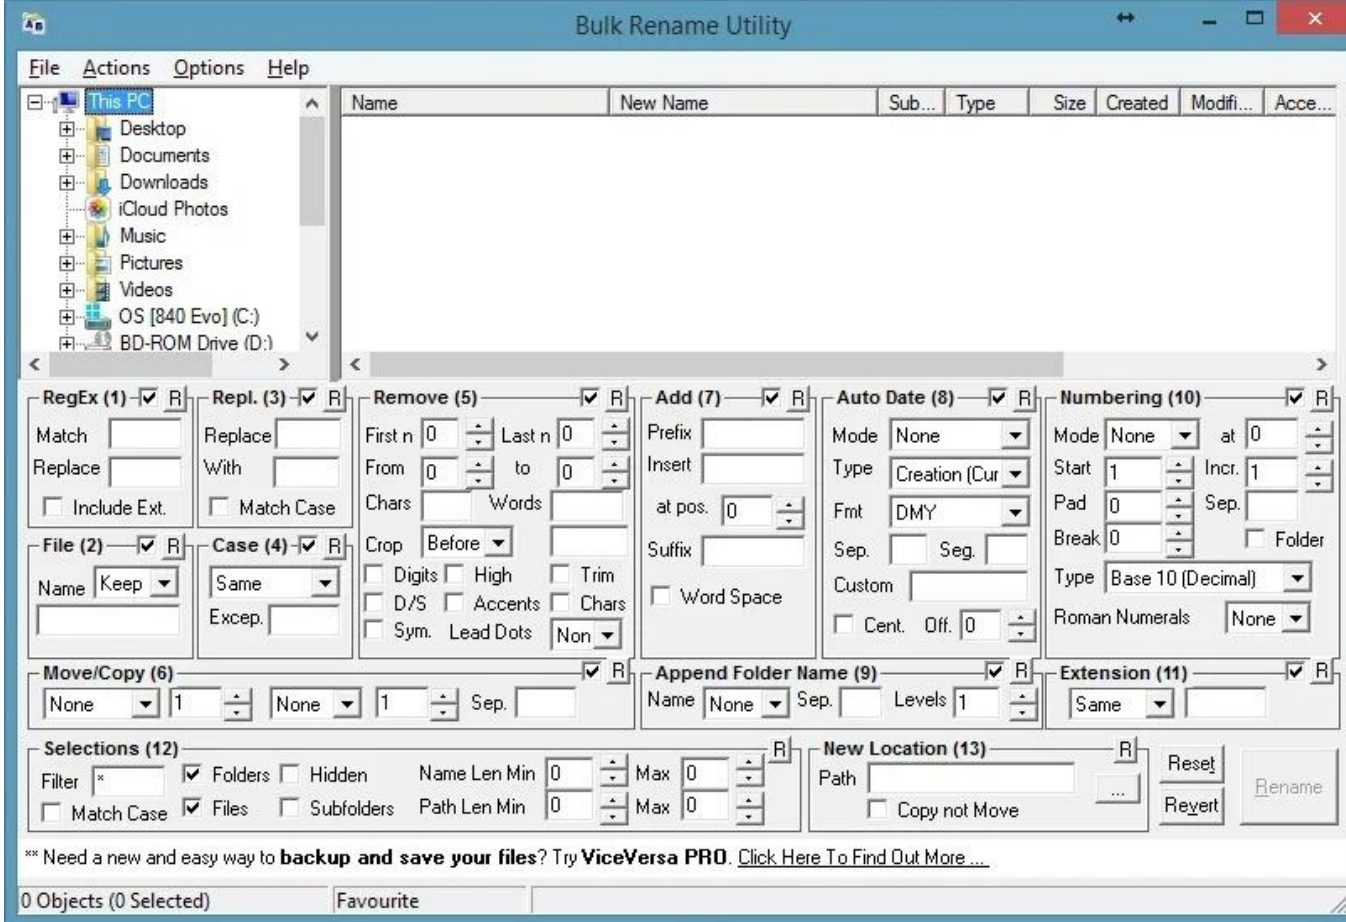 Bulk Rename Utility
File Actions Options Help
This PC
Desktop
Documents
Downloads
iCloud Photos
Music
Pictures
Videos
OS [840 Evo] (C:)
BD-ROM Drive (D:)
Name New Name Sub... Type Size Created Modifi... Acce...
RegEx (1) R
Match
Replace
Include Ext.
Repl. (3) R
Replace
With
Match Case
File (2) R
Name Keep
Case (4) R
Same
Excep.
Remove (5) R
First n 0 Last n 0
From 0 to 0
Chars Words
Crop Before
Digits High Trim
D/S Accents Chars
Sym. Lead Dots Non
Add (7) R
Prefix
Insert
at pos. 0
Suffix
Word Space
Auto Date (8) R
Mode None
Type Creation (Cur
Fmt DMY
Sep. Seg.
Custom
Cent. Off. 0
Numbering (10) R
Mode None at 0
Start 1 Incr. 1
Pad 0 Sep.
Break 0 Folder
Type Base 10 (Decimal)
Roman Numerals None
Move/Copy (6) R
None 1 None 1 Sep.
Append Folder Name (9) R
Name None Sep. Levels 1
Extension (11) R
Same
Selections (12) R
Filter * Folders Hidden Name Len Min 0 Max 0
Match Case Files Subfolders Path Len Min 0 Max 0
New Location (13) R
Path ...
Copy not Move
Reset
Revert
Rename
** Need a new and easy way to backup and save your files? Try ViceVersa PRO. Click Here To Find Out More ...
0 Objects (0 Selected) Favourite